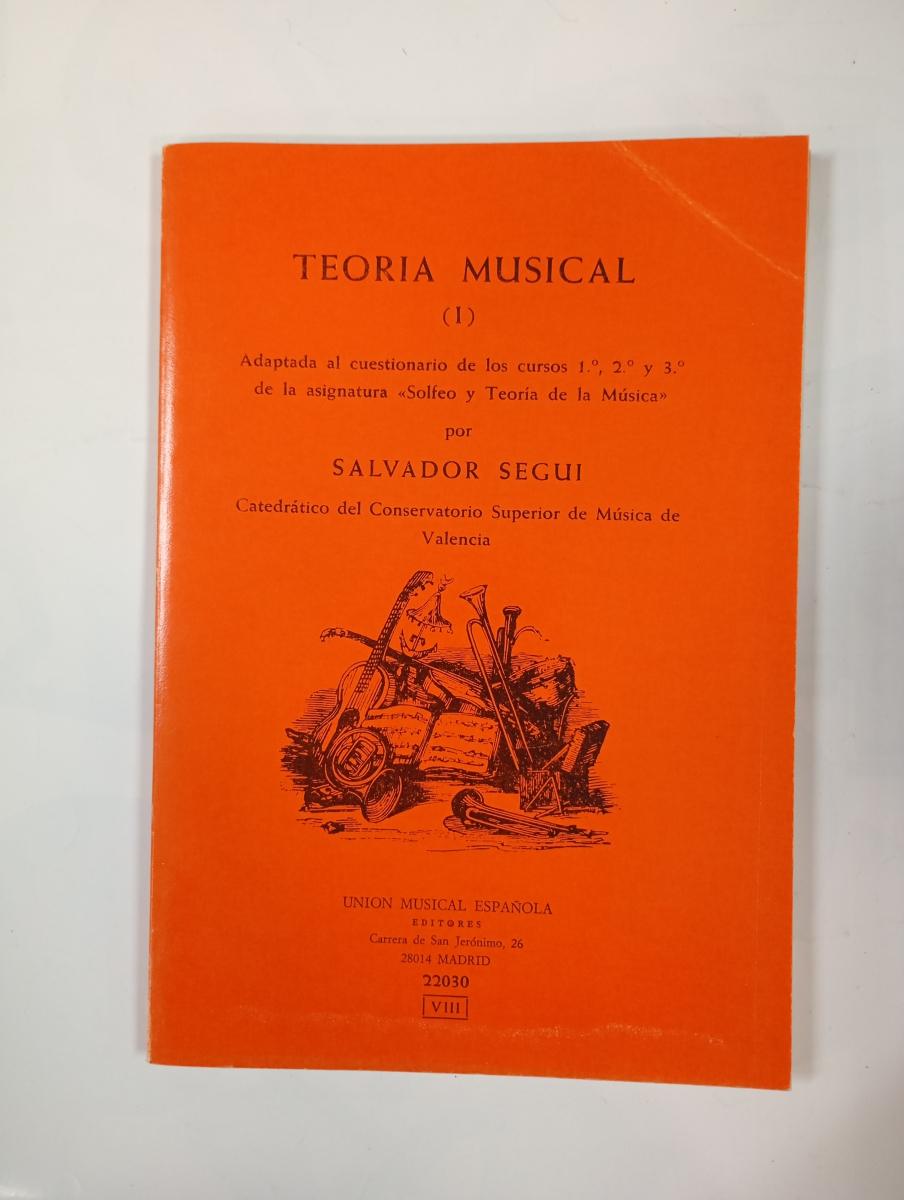 TEORIA MUSICAL
(I)
Adaptada al cuestionario de los cursos 1.º, 2.º y 3.º
de la asignatura «Solfeo y Teoría de la Música»
por
SALVADOR SEGUI
Catedrático del Conservatorio Superior de Música de
Valencia
UNION MUSICAL ESPAÑOLA
EDITORES
Carrera de San Jerónimo, 26
28014 MADRID
22030
VIII